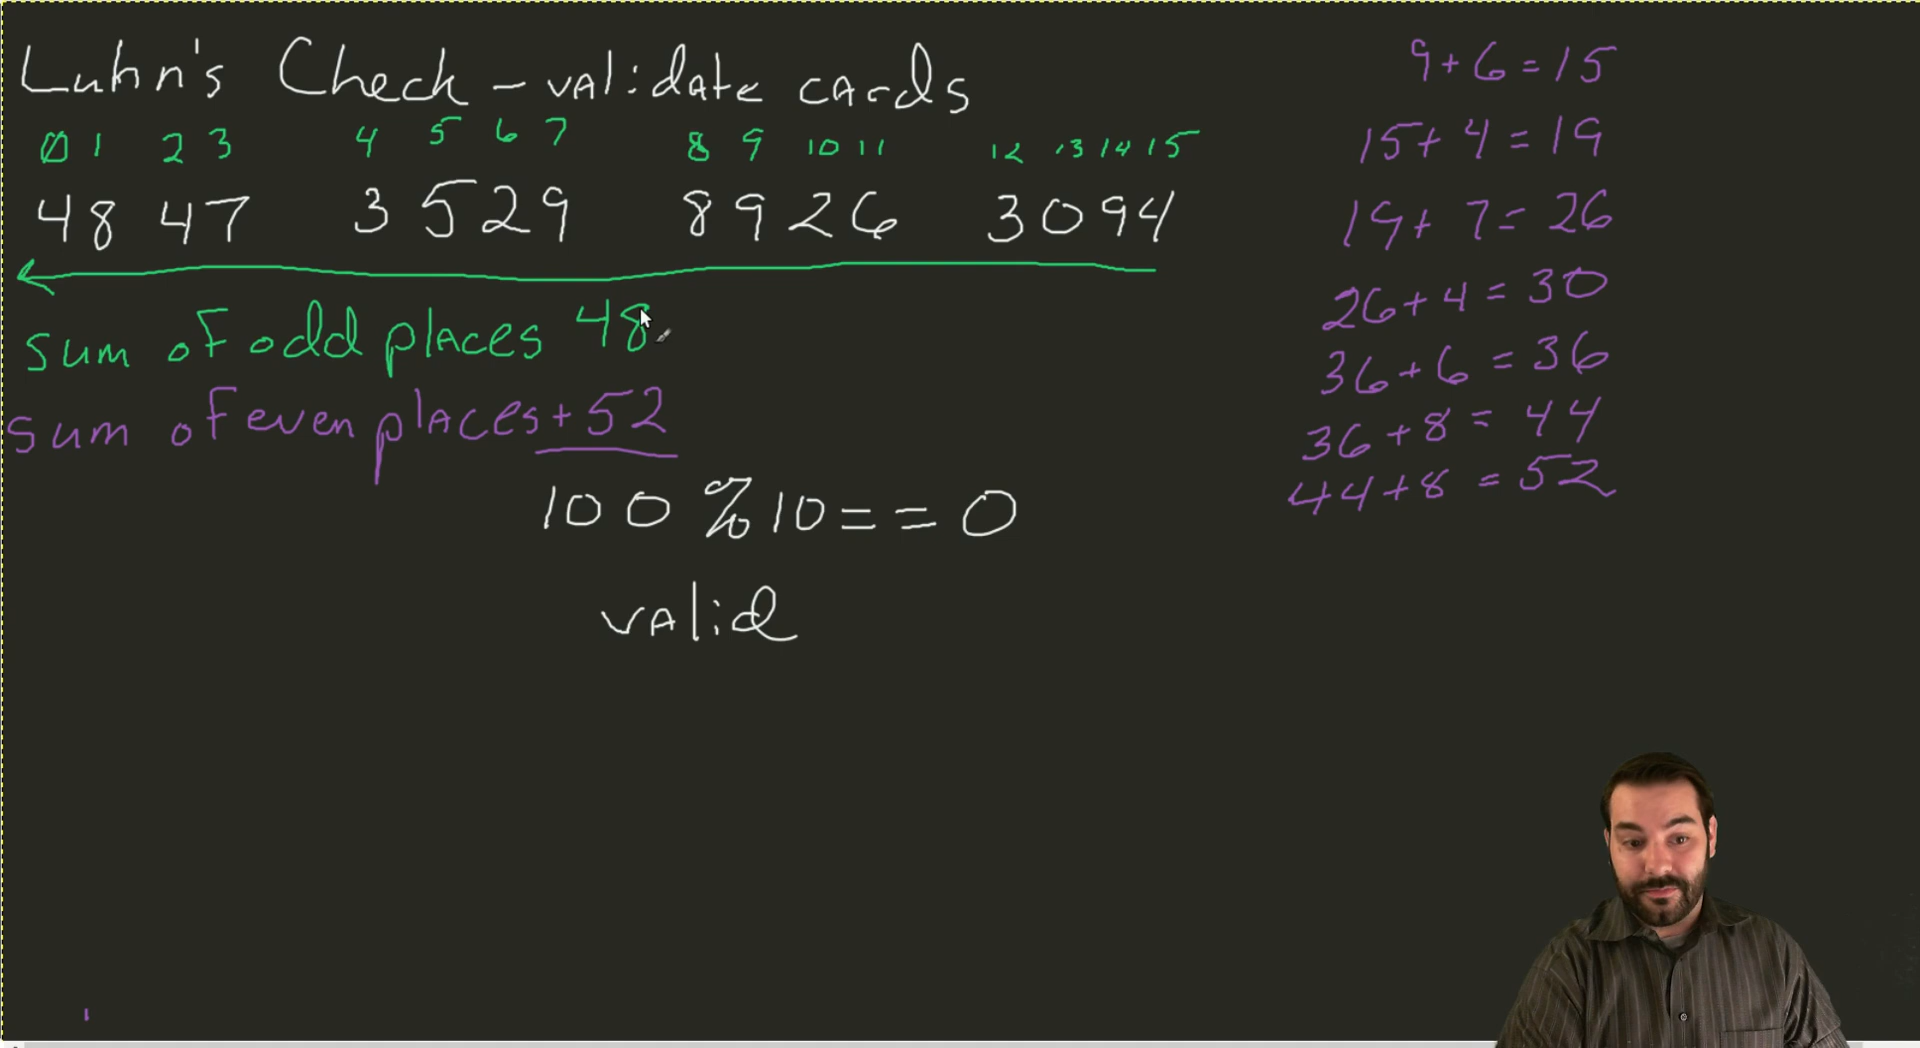 Luhn's Check - validate cards
0 1 2 3 4 5 6 7 8 9 10 11 12 13 14 15
4847 3529 8926 3094
sum of odd places 48
sum of even places + 52
100 % 10 = = 0
valid
9 + 6 = 15
15 + 4 = 19
19 + 7 = 26
26 + 4 = 30
36 + 6 = 36
36 + 8 = 44
44 + 8 = 52